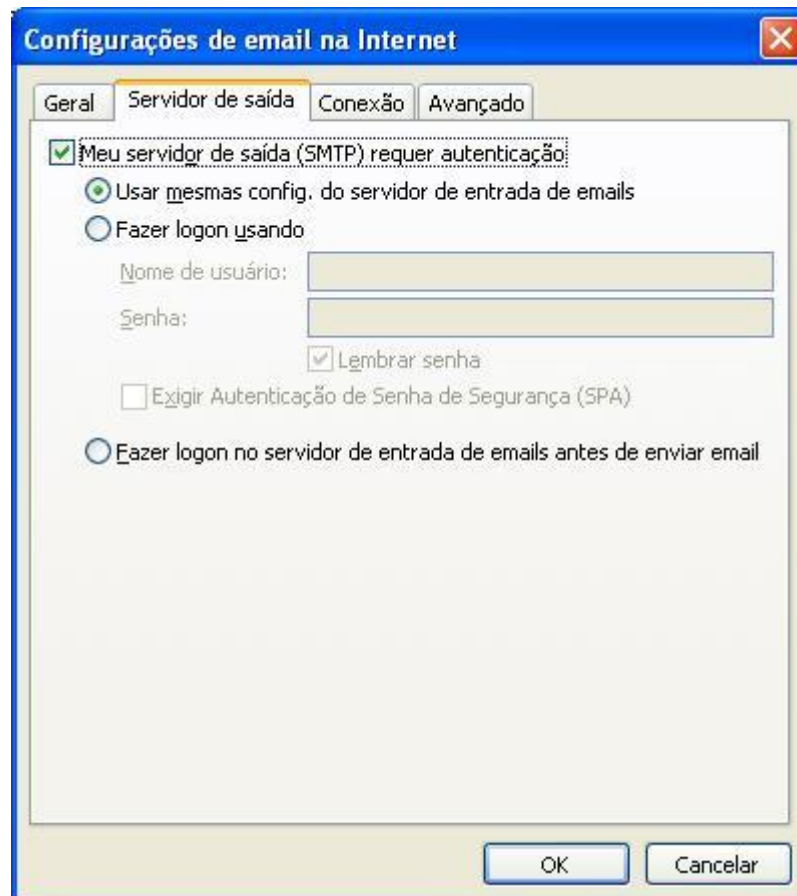 Configurações de email na Internet
Geral Servidor de saída Conexão Avançado
Meu servidor de saída (SMTP) requer autenticação
Usar mesmas config. do servidor de entrada de emails
Fazer logon usando
Nome de usuário:
Senha:
Lembrar senha
Exigir Autenticação de Senha de Segurança (SPA)
Fazer logon no servidor de entrada de emails antes de enviar email
OK Cancelar